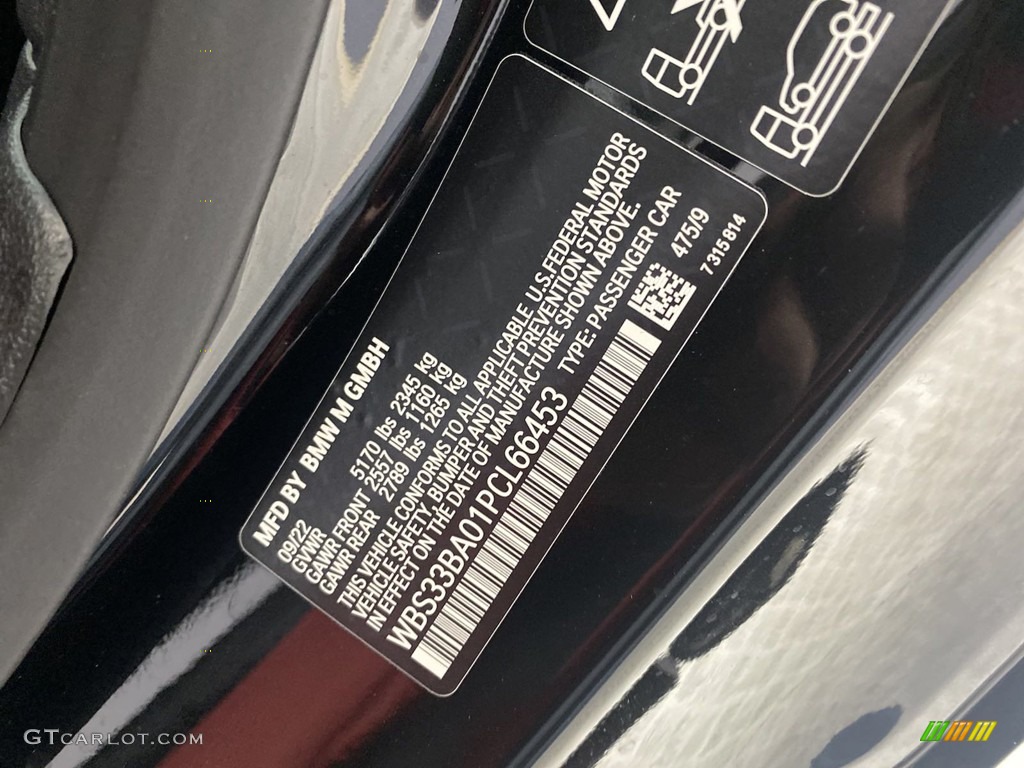 MFD BY BMW M GMBH
09/22
GVWR 5170 lbs 2345 kg
GAWR FRONT 2557 lbs 1160 kg
GAWR REAR 2789 lbs 1265 kg
THIS VEHICLE CONFORMS TO ALL APPLICABLE U.S.FEDERAL MOTOR
VEHICLE SAFETY, BUMPER AND THEFT PREVENTION STANDARDS
IN EFFECT ON THE DATE OF MANUFACTURE SHOWN ABOVE.
WBS33BA01PCL66453 TYPE: PASSENGER CAR
475/9
7315814
GTCARLOT.COM